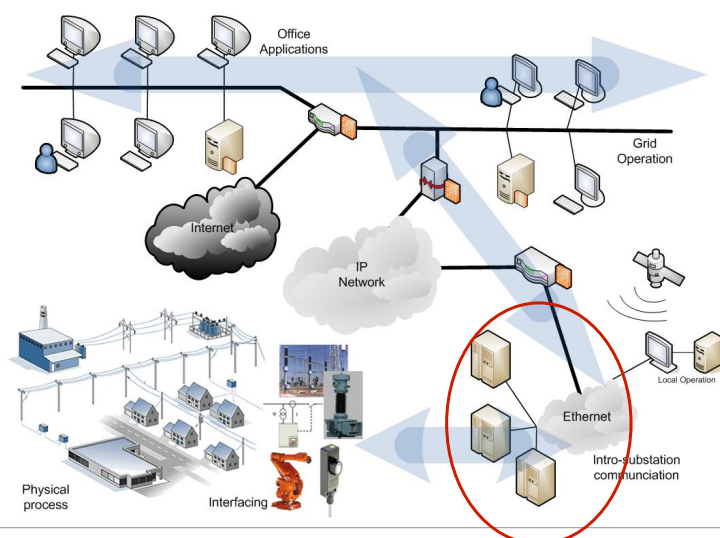 Office
Applications
Grid
Operation
Internet
IP
Network
Local Operation
Ethernet
Intro-substation
communciation
Physical
process
Interfacing